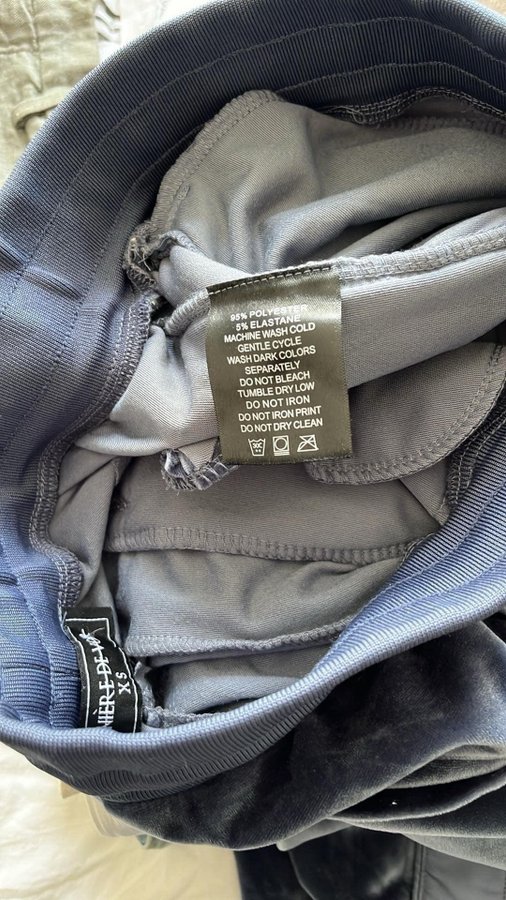 95% POLYESTER
5% ELASTANE
MACHINE WASH COLD
GENTLE CYCLE
WASH DARK COLORS
SEPARATELY
DO NOT BLEACH
TUMBLE DRY LOW
DO NOT IRON
DO NOT IRON PRINT
DO NOT DRY CLEAN
30C
XS